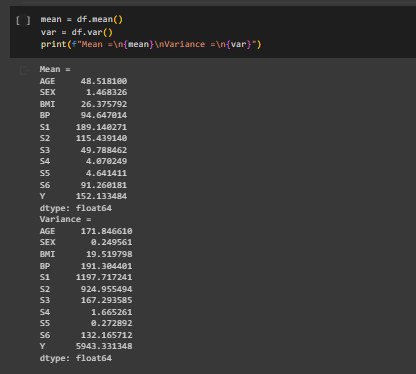 [ ] mean = df.mean()
var = df.var()
print(f"Mean =\n{mean}\nVariance =\n{var}")
Mean =
AGE 48.518100
SEX 1.468326
BMI 26.375792
BP 94.647014
S1 189.140271
S2 115.439140
S3 49.788462
S4 4.070249
S5 4.641411
S6 91.260181
Y 152.133484
dtype: float64
Variance =
AGE 171.846610
SEX 0.249561
BMI 19.519798
BP 191.304401
S1 1197.717241
S2 924.955494
S3 167.293585
S4 1.665261
S5 0.272892
S6 132.165712
Y 5943.331348
dtype: float64